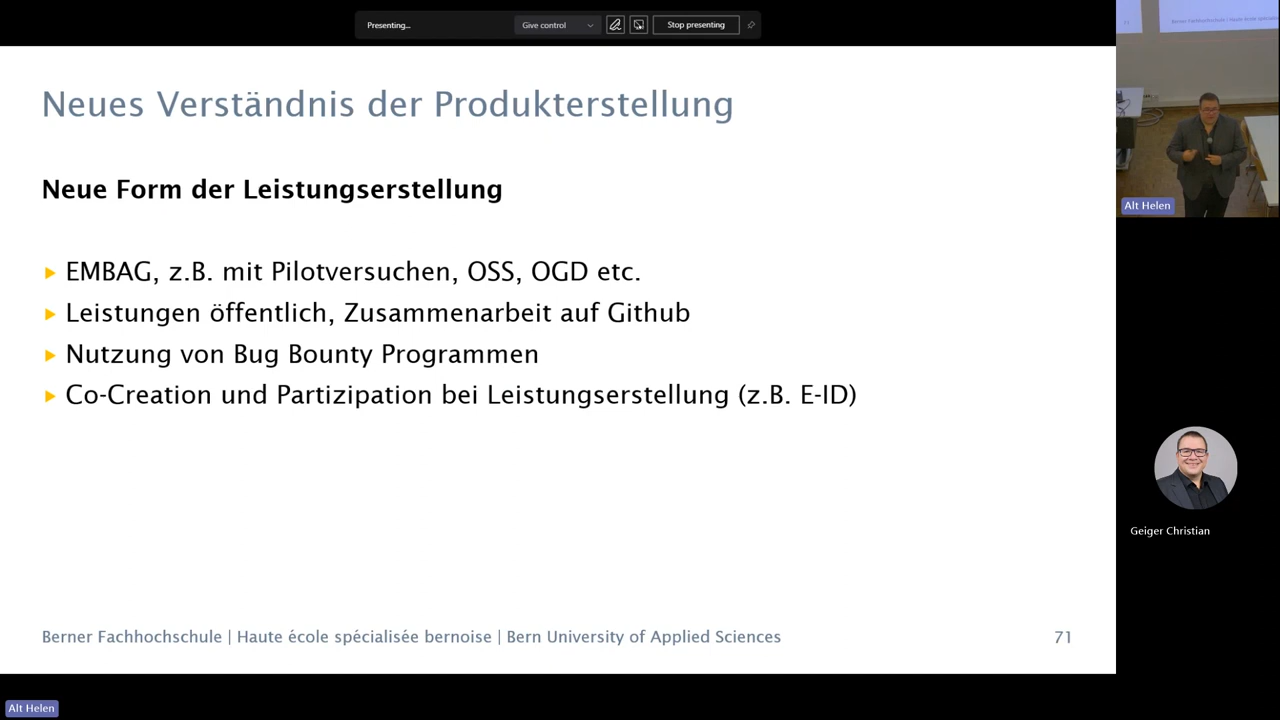 Presenting...
Give control
Stop presenting
Neues Verständnis der Produkterstellung
Neue Form der Leistungserstellung
EMBAG, z.B. mit Pilotversuchen, OSS, OGD etc.
Leistungen öffentlich, Zusammenarbeit auf Github
Nutzung von Bug Bounty Programmen
Co-Creation und Partizipation bei Leistungserstellung (z.B. E-ID)
Berner Fachhochschule | Haute école spécialisée bernoise | Bern University of Applied Sciences
71
Alt Helen
Geiger Christian
Alt Helen